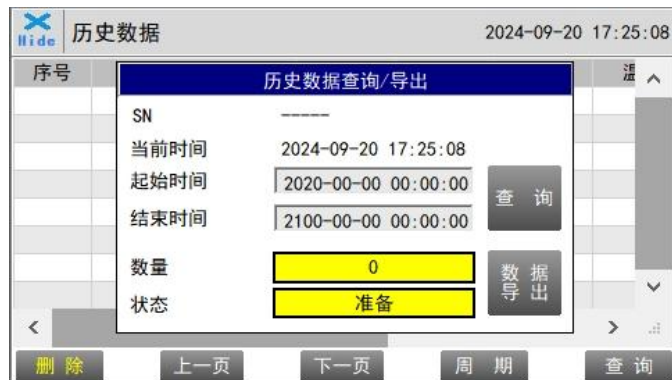 Hide 历史数据 2024-09-20 17:25:08
序号
历史数据查询/导出
SN -----
当前时间 2024-09-20 17:25:08
起始时间 2020-00-00 00:00:00
查 询
结束时间 2100-00-00 00:00:00
数量 0
数据导出
状态 准备
删除 上一页 下一页 周期 查询